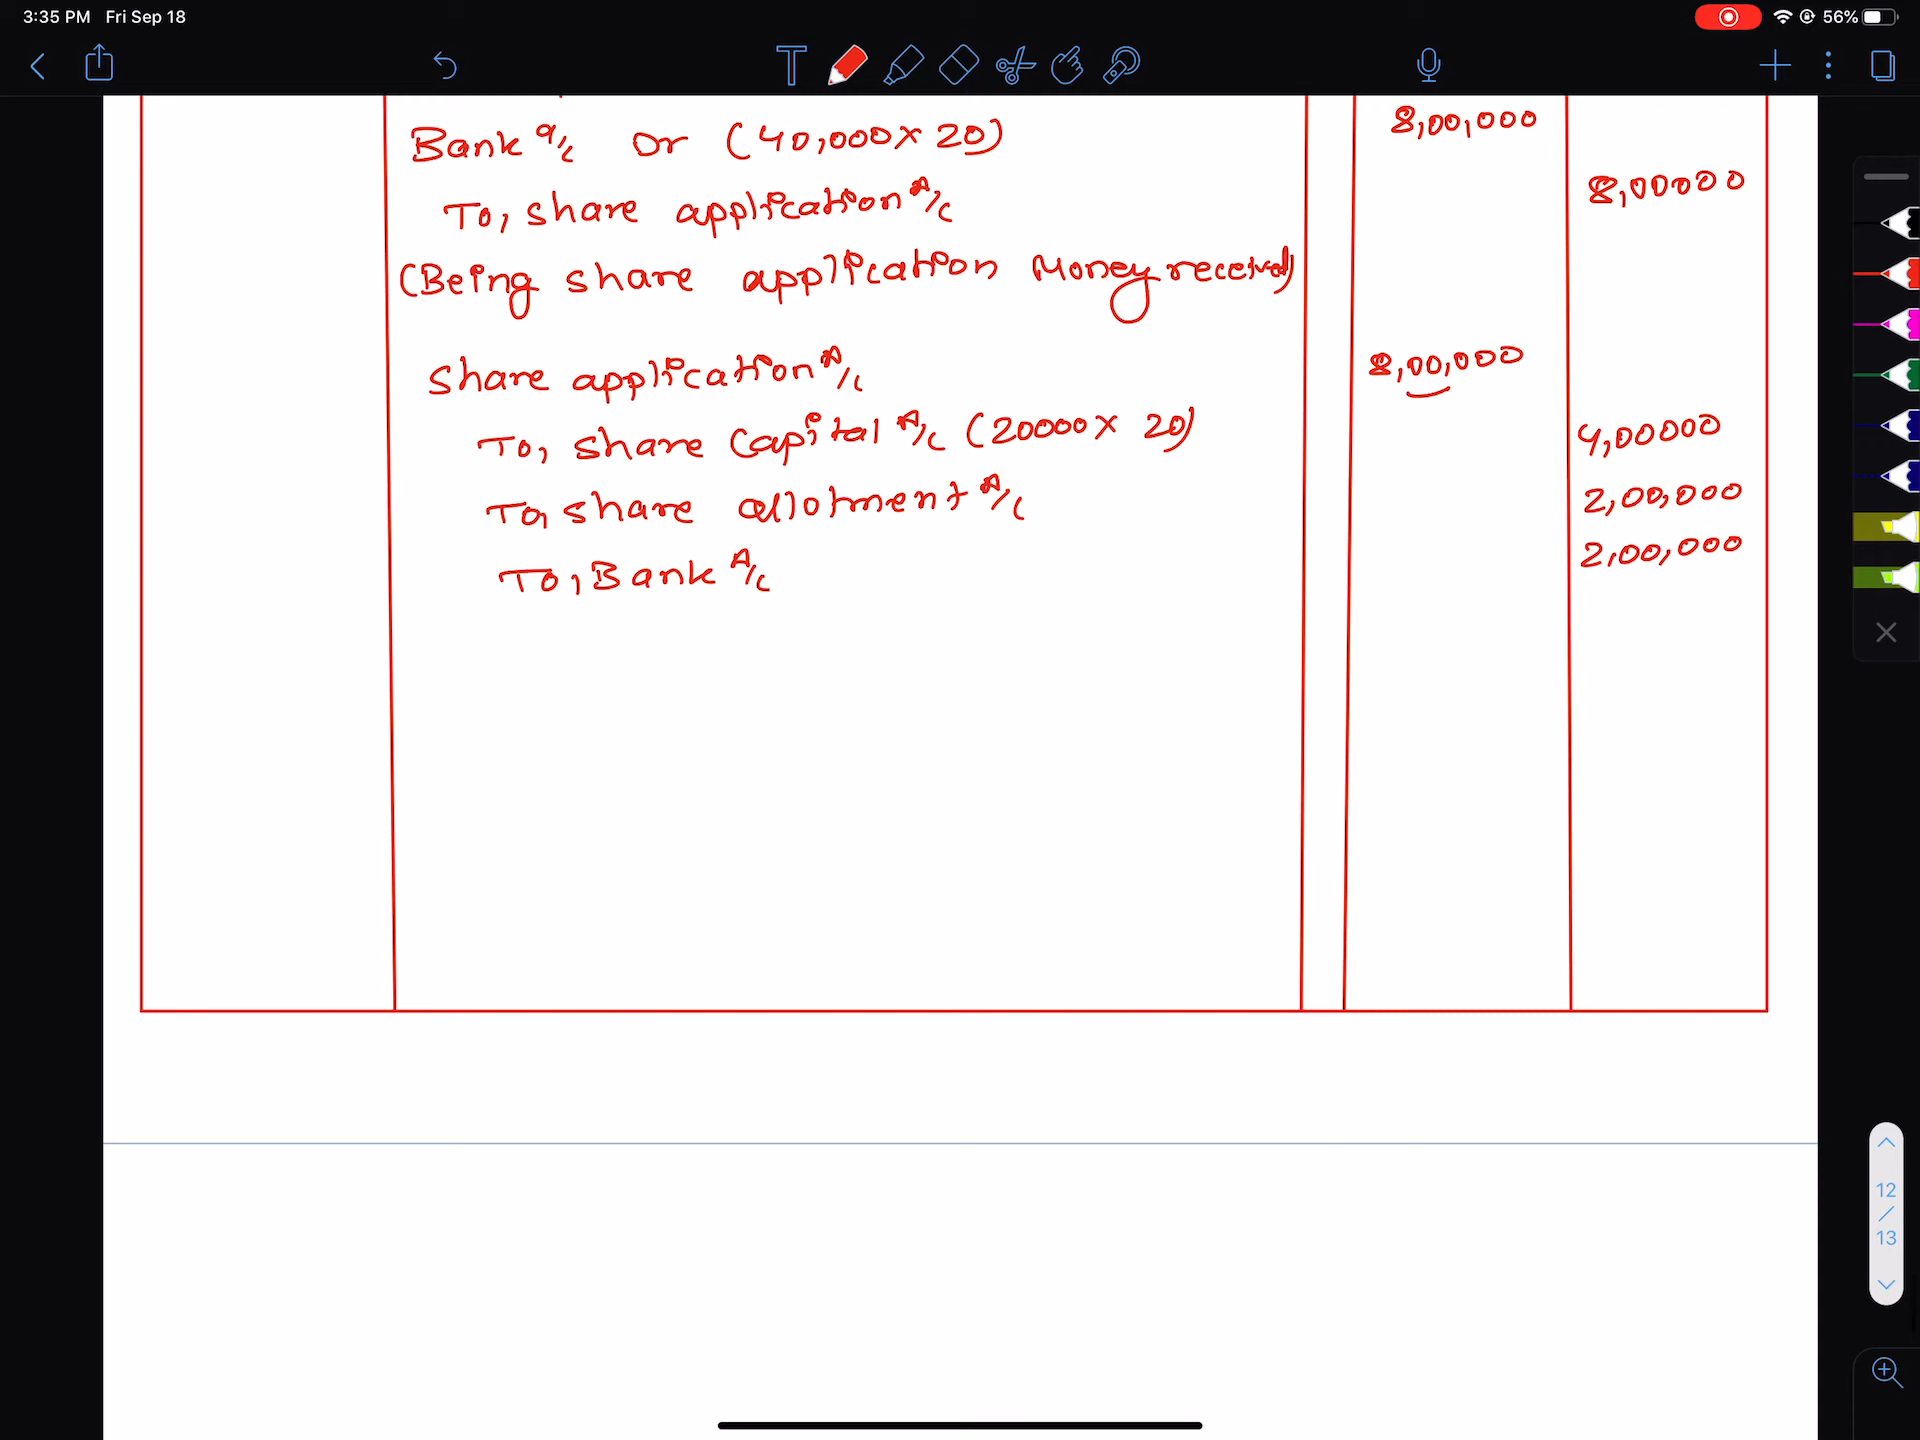 3:35 PM Fri Sep 18
56%
Bank a/c Dr (40,000 x 20) 8,00,000
To, share application A/c 8,00000
(Being share application Money received)
Share application A/c 8,00,000
To, share capital A/c (20000 x 20) 4,00000
To, share allotment A/c 2,00,000
To, Bank A/c 2,00,000
12
/
13